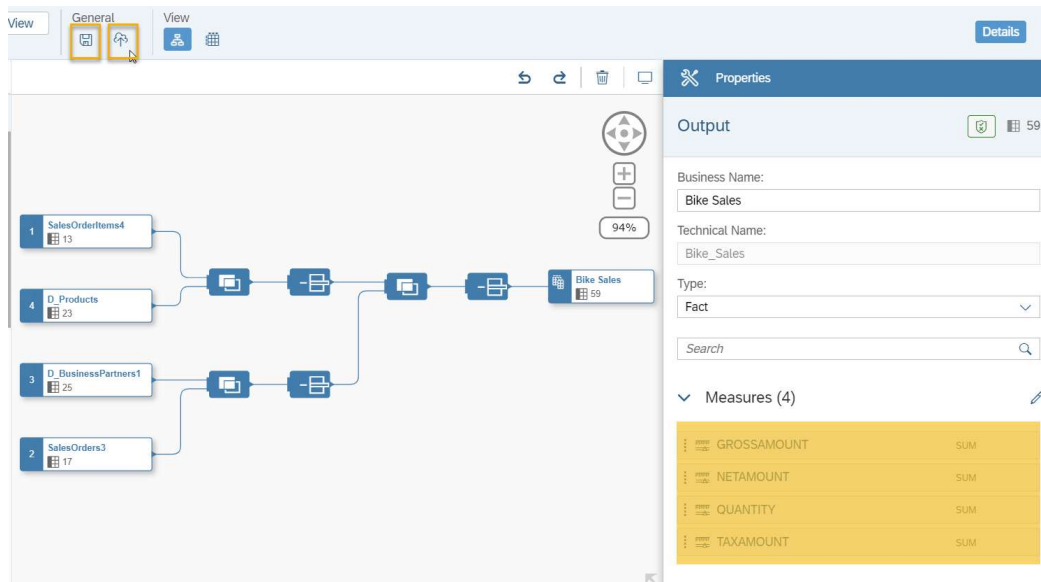 View
General
View
Details
Properties
Output
59
Business Name:
Bike Sales
Technical Name:
Bike_Sales
Type:
Fact
Search
Measures (4)
GROSSAMOUNT SUM
NETAMOUNT SUM
QUANTITY SUM
TAXAMOUNT SUM
94%
1 SalesOrderItems4
13
4 D_Products
23
3 D_BusinessPartners1
25
2 SalesOrders3
17
Bike Sales
59